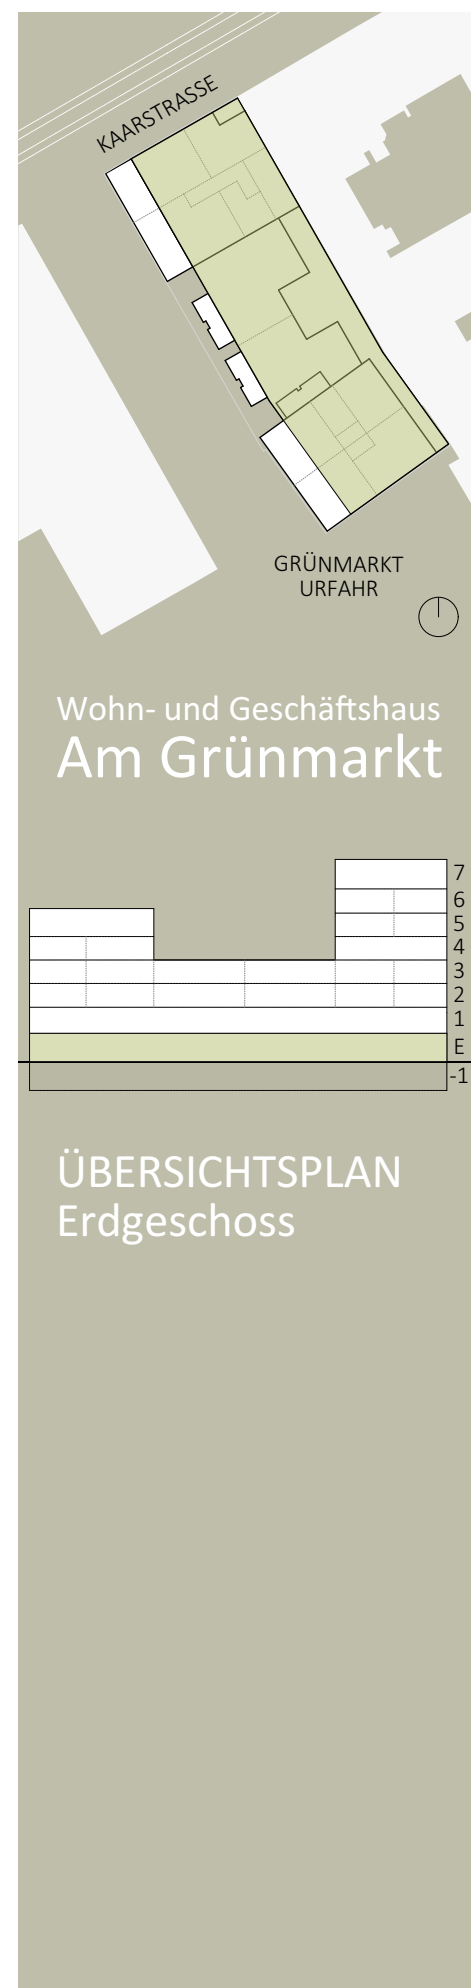 KAARSTRASSE
GRÜNMARKT
URFAHR
Wohn- und Geschäftshaus
Am Grünmarkt
7
6
5
4
3
2
1
E
-1
ÜBERSICHTSPLAN
Erdgeschoss